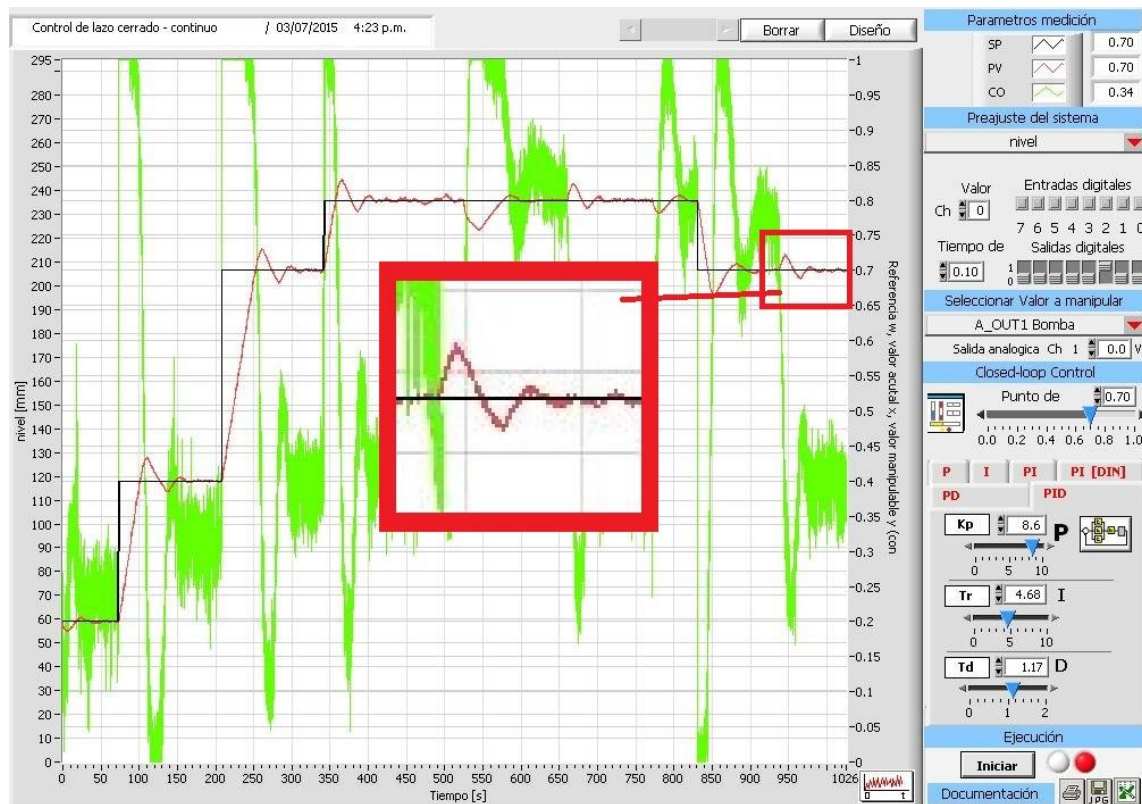 Control de lazo cerrado - continuo / 03/07/2015 4:23 p.m.
Borrar Diseño
Parametros medición
SP 0.70
PV 0.70
CO 0.34
Preajuste del sistema
nivel
Valor Entradas digitales
Ch 0
7 6 5 4 3 2 1 0
Tiempo de Salidas digitales
0.10 1
0
Seleccionar Valor a manipular
A_OUT1 Bomba
Salida analogica Ch 1 0.0 V
Closed-loop Control
Punto de 0.70
0.0 0.2 0.4 0.6 0.8 1.0
P I PI PI [DIN]
PD PID
Kp 8.6 P
0 5 10
Tr 4.68 I
0 5 10
Td 1.17 D
0 1 2
Ejecución
Iniciar
Documentación
295
280
270
260
250
240
230
220
210
200
190
180
170
160
150
140
130
120
110
100
90
80
70
60
50
40
30
20
10
0
nivel [mm]
1
0.95
0.9
0.85
0.8
0.75
0.7
0.65
0.6
0.55
0.5
0.45
0.4
0.35
0.3
0.25
0.2
0.15
0.1
0.05
0
Referencia w, valor acutal x, valor manipulable y (con
0 50 100 150 200 250 300 350 400 450 500 550 600 650 700 750 800 850 900 950 1026
Tiempo [s]
0 t